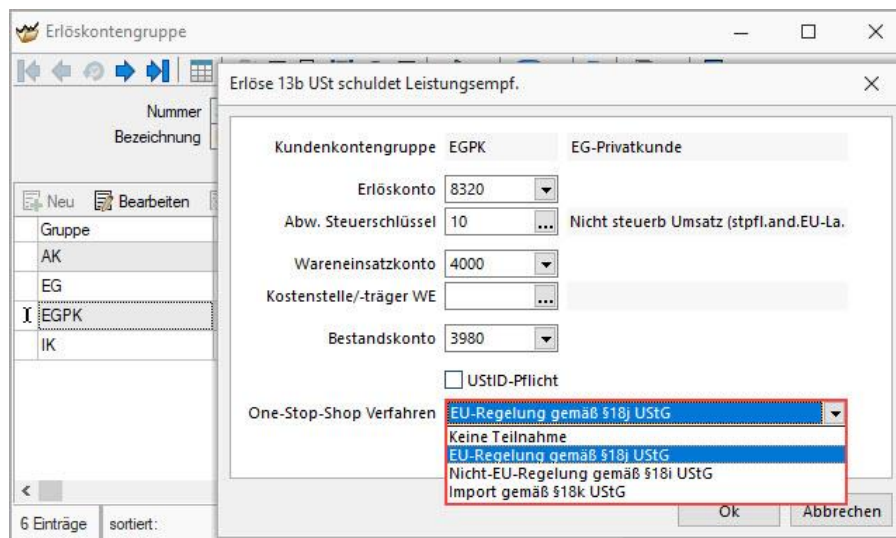 Erlöskontengruppe
Erlöse 13b USt schuldet Leistungsempf.
Nummer
Bezeichnung
Neu Bearbeiten
Gruppe
AK
EG
EGPK
IK
6 Einträge sortiert:
Kundenkontengruppe EGPK EG-Privatkunde
Erlöskonto 8320
Abw. Steuerschlüssel 10 ... Nicht steuerb Umsatz (stpfl.and.EU-La.
Wareneinsatzkonto 4000
Kostenstelle/-träger WE ...
Bestandskonto 3980
UStID-Pflicht
One-Stop-Shop Verfahren EU-Regelung gemäß §18j UStG
Keine Teilnahme
EU-Regelung gemäß §18j UStG
Nicht-EU-Regelung gemäß §18i UStG
Import gemäß §18k UStG
Ok Abbrechen